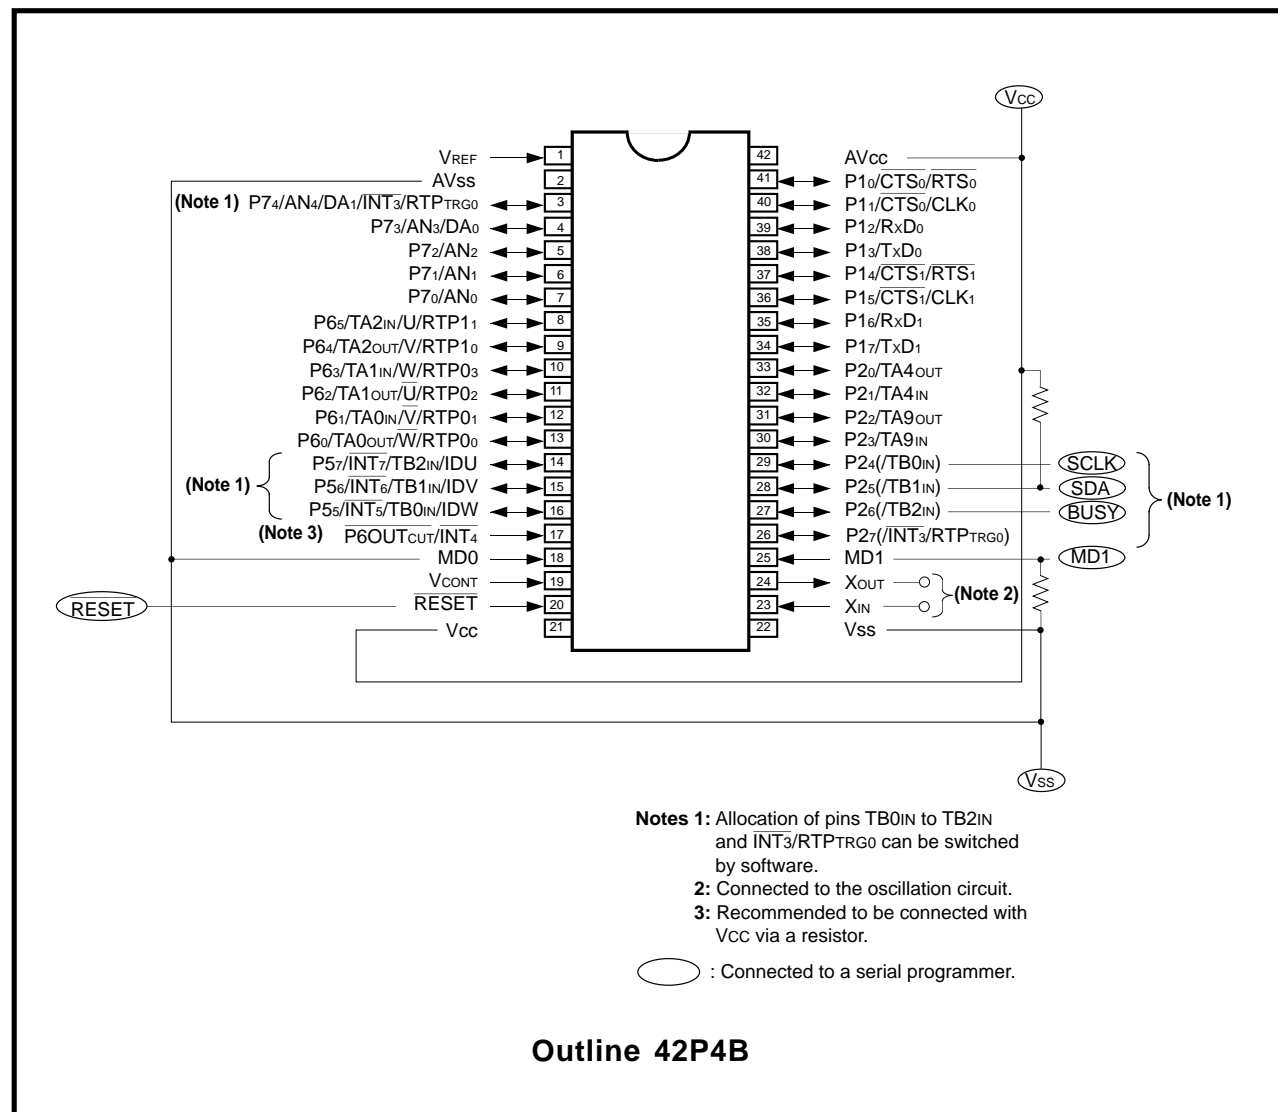 VCC
VREF 1
AVSS 2
(Note 1) P74/AN4/DA1/INT3/RTPTRG0 3
P73/AN3/DA0 4
P72/AN2 5
P71/AN1 6
P70/AN0 7
P65/TA2IN/U/RTP11 8
P64/TA2OUT/V/RTP10 9
P63/TA1IN/W/RTP03 10
P62/TA1OUT/U̅/RTP02 11
P61/TA0IN/V̅/RTP01 12
P60/TA0OUT/W̅/RTP00 13
P57/INT7/TB2IN/IDU 14
(Note 1) P56/INT6/TB1IN/IDV 15
P55/INT5/TB0IN/IDW 16
(Note 3) P6OUTCUT/INT4 17
MD0 18
VCONT 19
RESET RESET 20
VCC 21
42 AVCC
41 P10/CTS0/RTS0
40 P11/CTS0/CLK0
39 P12/RXD0
38 P13/TXD0
37 P14/CTS1/RTS1
36 P15/CTS1/CLK1
35 P16/RXD1
34 P17/TXD1
33 P20/TA4OUT
32 P21/TA4IN
31 P22/TA9OUT
30 P23/TA9IN
29 P24(/TB0IN) SCLK
28 P25(/TB1IN) SDA (Note 1)
27 P26(/TB2IN) BUSY
26 P27(/INT3/RTPTRG0)
25 MD1 MD1
24 XOUT (Note 2)
23 XIN
22 VSS
VSS
Notes 1: Allocation of pins TB0IN to TB2IN
and INT3/RTPTRG0 can be switched
by software.
2: Connected to the oscillation circuit.
3: Recommended to be connected with
VCC via a resistor.
: Connected to a serial programmer.
Outline 42P4B